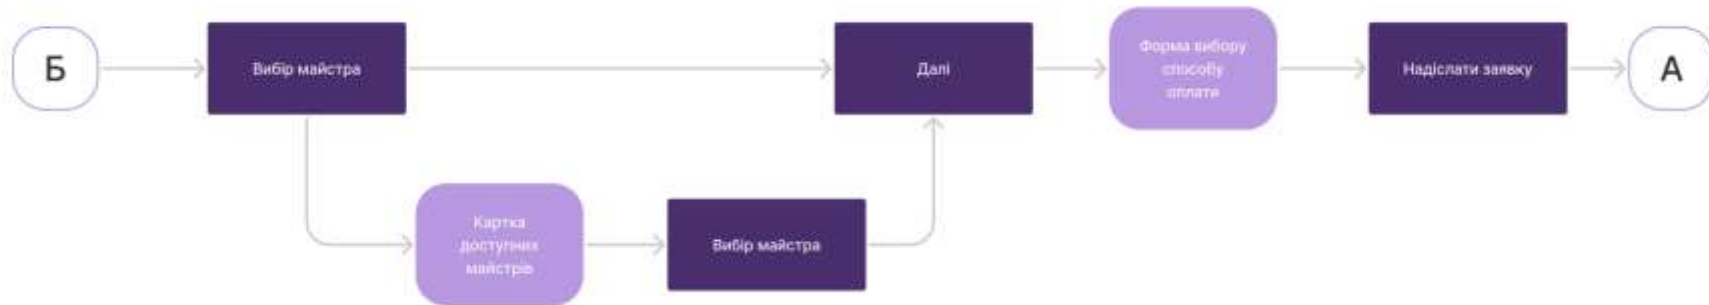 Б
Вибір майстра
Далі
Форма вибору
способу
оплати
Надіслати заявку
А
Картка
доступних
майстрів
Вибір майстра